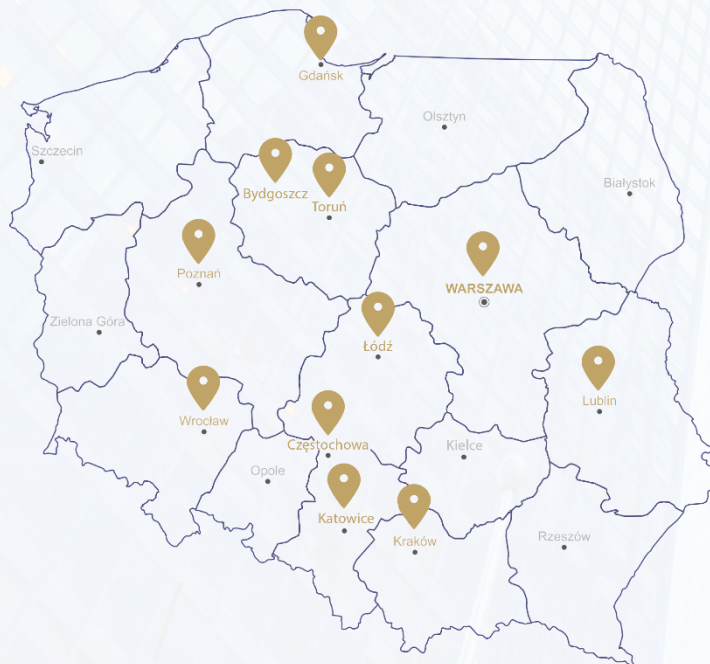 Gdańsk
Olsztyn
Szczecin
Białystok
Bydgoszcz
Toruń
Poznań
WARSZAWA
Zielona Góra
Łódź
Lublin
Wrocław
Częstochowa
Kielce
Opole
Katowice
Kraków
Rzeszów